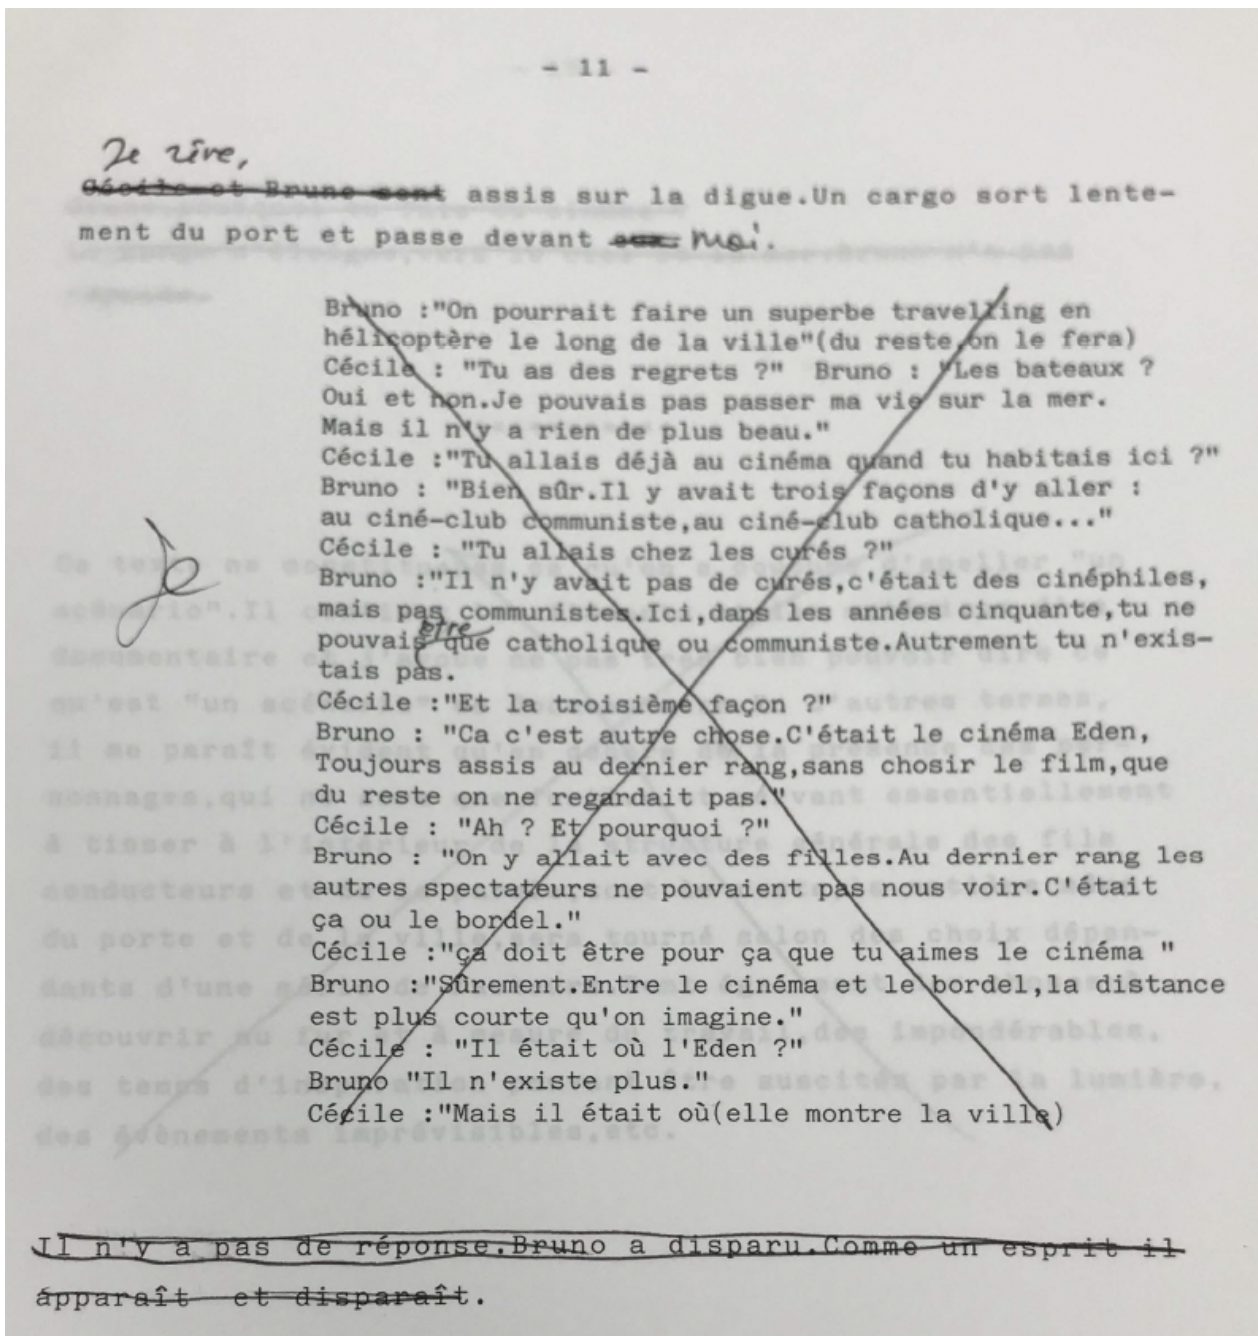 - 11 -
Je rêve,
Cécile et Bruno sont assis sur la digue.Un cargo sort lente-
ment du port et passe devant eux moi.
Bruno :"On pourrait faire un superbe travelling en
hélicoptère le long de la ville"(du reste,on le fera)
Cécile : "Tu as des regrets ?" Bruno : "Les bateaux ?
Oui et non.Je pouvais pas passer ma vie sur la mer.
Mais il n'y a rien de plus beau."
Cécile :"Tu allais déjà au cinéma quand tu habitais ici ?"
Bruno : "Bien sûr.Il y avait trois façons d'y aller :
au ciné-club communiste,au ciné-club catholique..."
Cécile : "Tu allais chez les curés ?"
Je
Bruno :"Il n'y avait pas de curés,c'était des cinéphiles,
mais pas communistes.Ici,dans les années cinquante,tu ne
pouvais être que catholique ou communiste.Autrement tu n'exis-
tais pas.
Cécile :"Et la troisième façon ?"
Bruno : "Ca c'est autre chose.C'était le cinéma Eden,
Toujours assis au dernier rang,sans chosir le film,que
du reste on ne regardait pas."
Cécile : "Ah ? Et pourquoi ?"
Bruno : "On y allait avec des filles.Au dernier rang les
autres spectateurs ne pouvaient pas nous voir.C'était
ça ou le bordel."
Cécile :"ça doit être pour ça que tu aimes le cinéma "
Bruno :"Sûrement.Entre le cinéma et le bordel,la distance
est plus courte qu'on imagine."
Cécile : "Il était où l'Eden ?"
Bruno "Il n'existe plus."
Cécile :"Mais il était où(elle montre la ville)
Il n'y a pas de réponse.Bruno a disparu.Comme un esprit il
apparaît et disparaît.